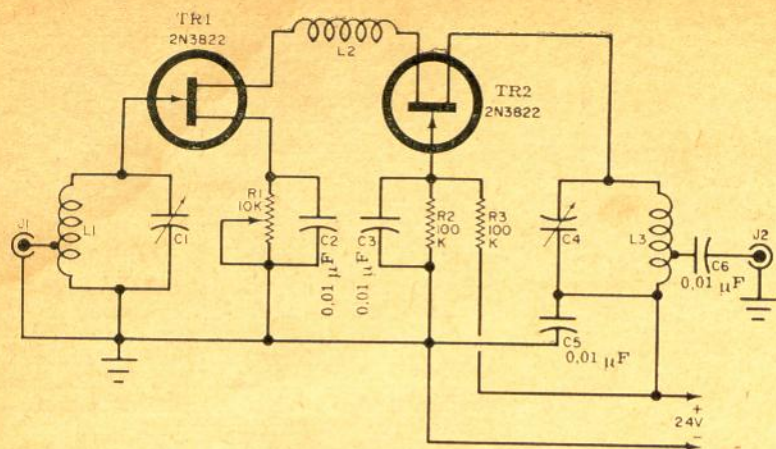 TR1
2N3822
L2
TR2
2N3822
J1
L1
C1
R1
10K
C2
0,01 µF
C3
0,01 µF
R2
100
K
R3
100
K
C4
L3
C6
0,01 µF
J2
C5
0,01 µF
+
24V
-